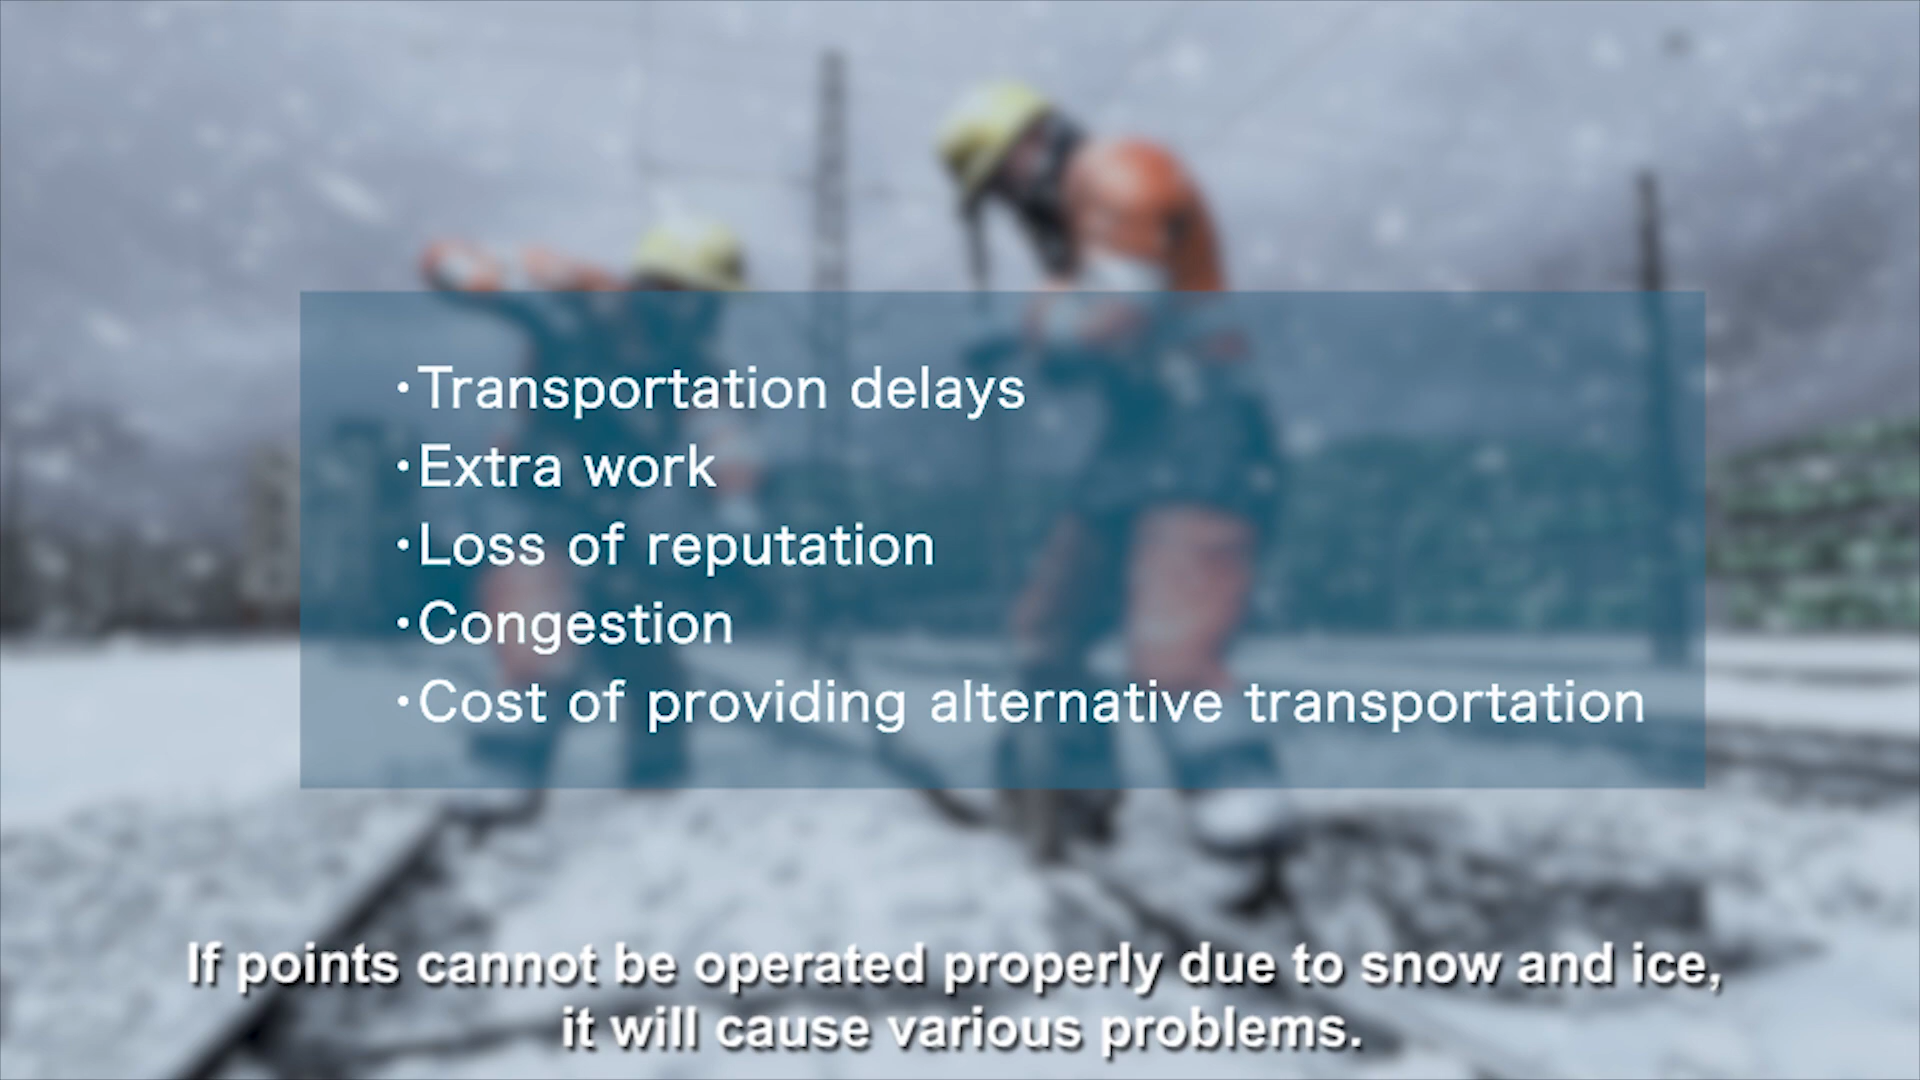 ・Transportation delays
・Extra work
・Loss of reputation
・Congestion
・Cost of providing alternative transportation
If points cannot be operated properly due to snow and ice,
it will cause various problems.